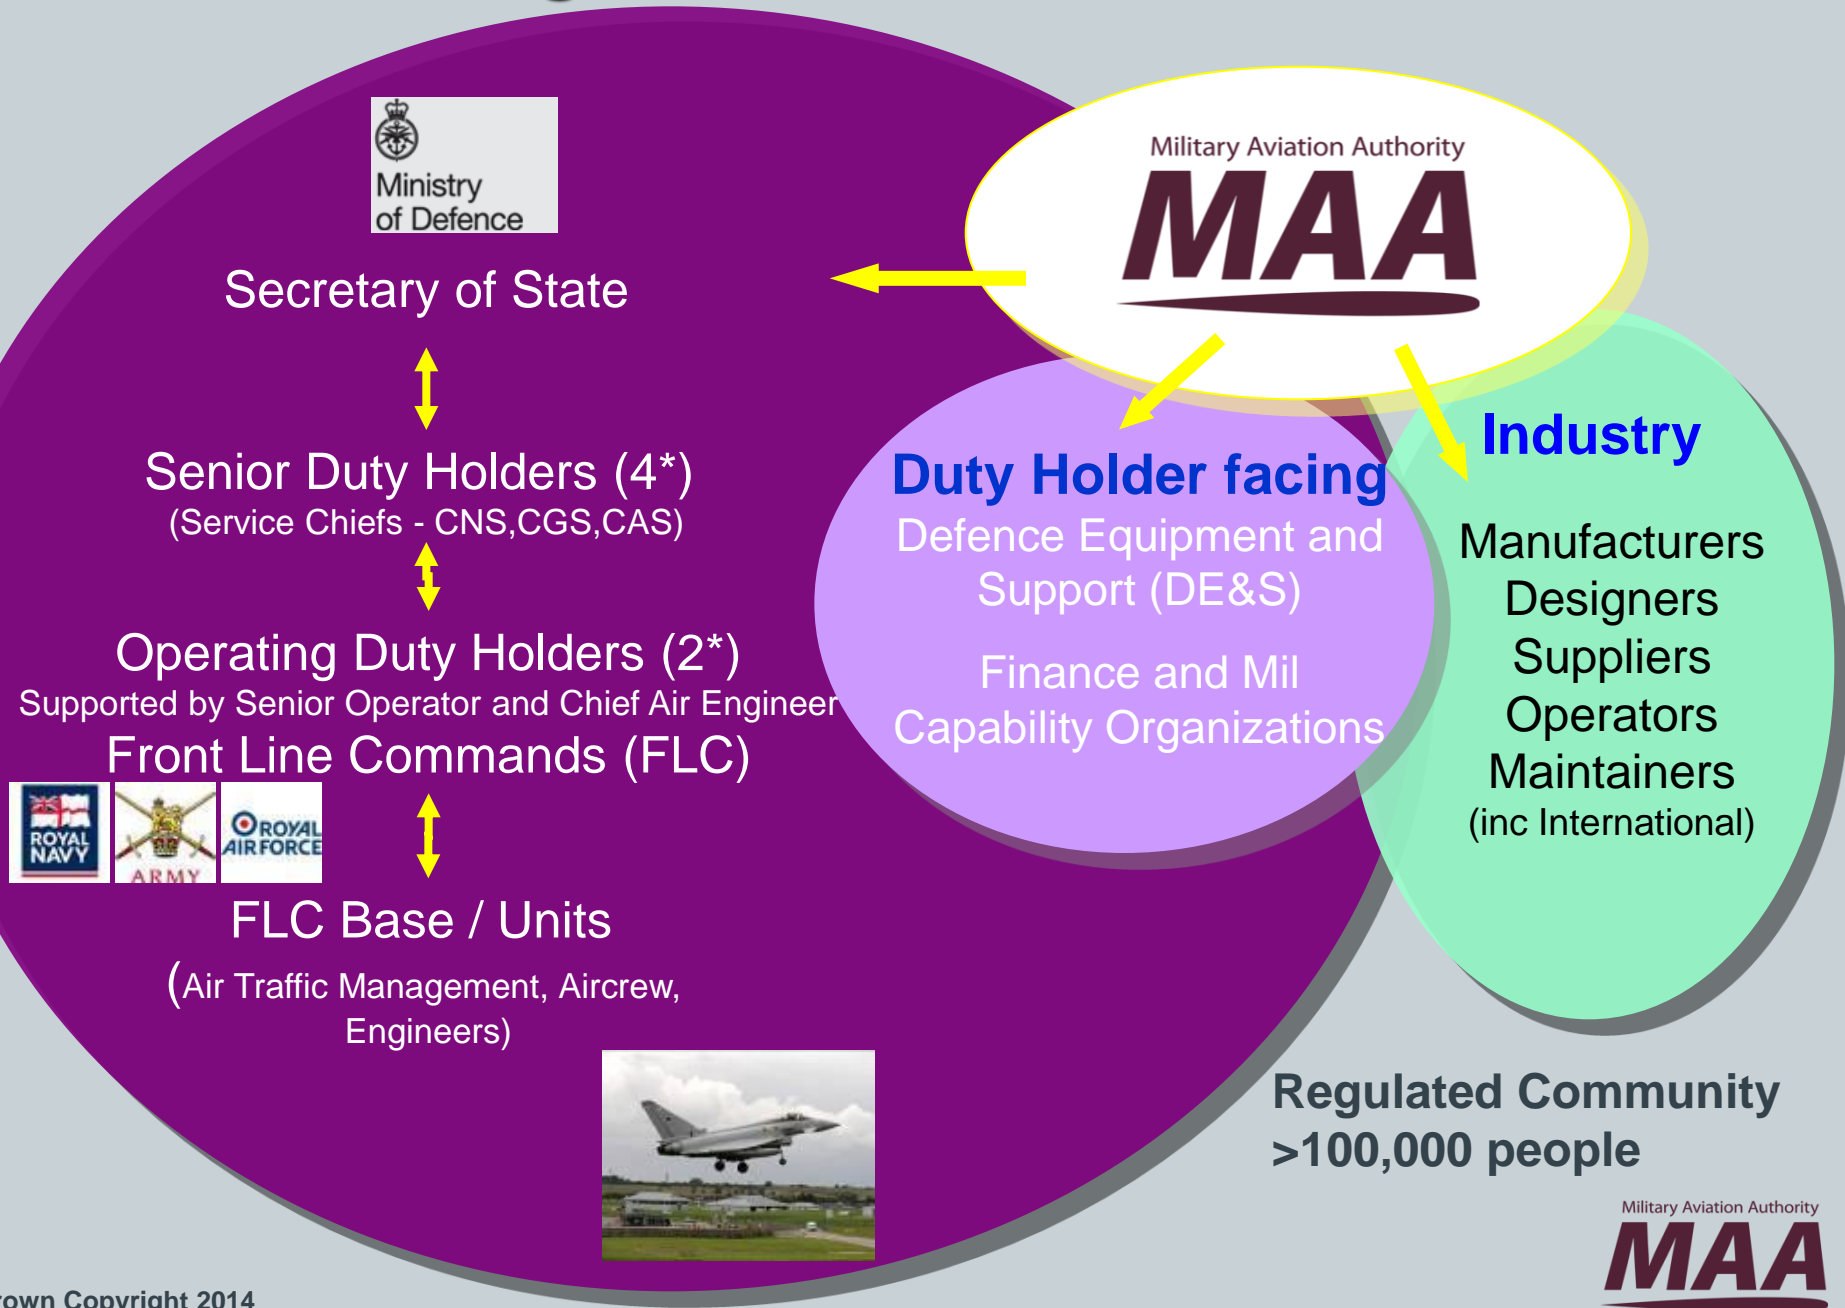 Ministry
of Defence
Secretary of State
Senior Duty Holders (4*)
(Service Chiefs - CNS,CGS,CAS)
Operating Duty Holders (2*)
Supported by Senior Operator and Chief Air Engineer
Front Line Commands (FLC)
ROYAL
NAVY
ARMY
ROYAL
AIR FORCE
FLC Base / Units
(Air Traffic Management, Aircrew,
Engineers)
Military Aviation Authority
MAA
Duty Holder facing
Defence Equipment and
Support (DE&S)
Finance and Mil
Capability Organizations
Industry
Manufacturers
Designers
Suppliers
Operators
Maintainers
(inc International)
Regulated Community
>100,000 people
Military Aviation Authority
MAA
Copyright 2014